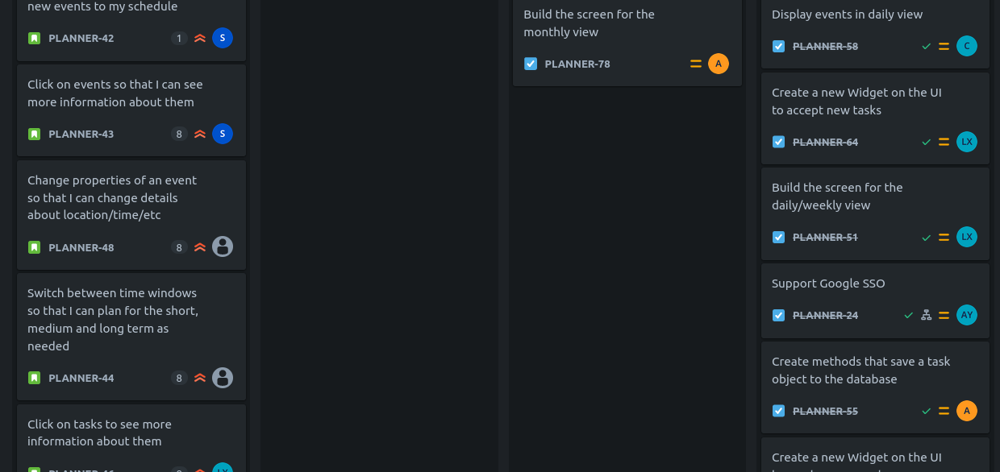 new events to my schedule
PLANNER-42
1
S
Click on events so that I can see
more information about them
PLANNER-43
8
S
Change properties of an event
so that I can change details
about location/time/etc
PLANNER-48
8
Switch between time windows
so that I can plan for the short,
medium and long term as
needed
PLANNER-44
8
Click on tasks to see more
information about them
Build the screen for the
monthly view
PLANNER-78
A
Display events in daily view
PLANNER-58
C
Create a new Widget on the UI
to accept new tasks
PLANNER-64
LX
Build the screen for the
daily/weekly view
PLANNER-51
LX
Support Google SSO
PLANNER-24
AY
Create methods that save a task
object to the database
PLANNER-55
A
Create a new Widget on the UI